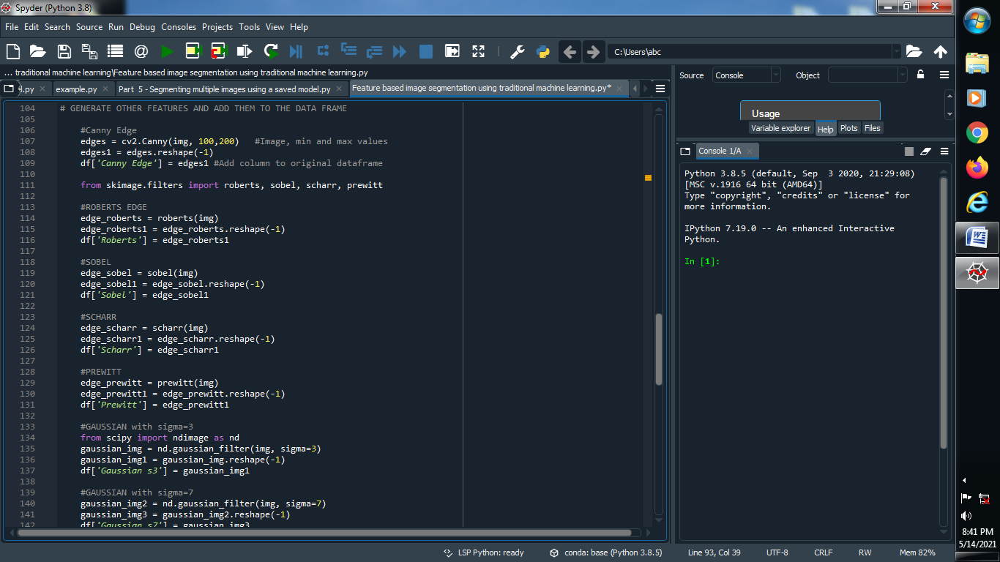 Spyder (Python 3.8)
File Edit Search Source Run Debug Consoles Projects Tools View Help
C:\Users\abc
... traditional machine learning\Feature based image segmentation using traditional machine learning.py
el.py example.py Part 5 - Segmenting multiple images using a saved model.py Feature based image segmentation using traditional machine learning.py*
104 # GENERATE OTHER FEATURES AND ADD THEM TO THE DATA FRAME
105
106 #Canny Edge
107 edges = cv2.Canny(img, 100,200) #Image, min and max values
108 edges1 = edges.reshape(-1)
109 df['Canny Edge'] = edges1 #Add column to original dataframe
110
111 from skimage.filters import roberts, sobel, scharr, prewitt
112
113 #ROBERTS EDGE
114 edge_roberts = roberts(img)
115 edge_roberts1 = edge_roberts.reshape(-1)
116 df['Roberts'] = edge_roberts1
117
118 #SOBEL
119 edge_sobel = sobel(img)
120 edge_sobel1 = edge_sobel.reshape(-1)
121 df['Sobel'] = edge_sobel1
122
123 #SCHARR
124 edge_scharr = scharr(img)
125 edge_scharr1 = edge_scharr.reshape(-1)
126 df['Scharr'] = edge_scharr1
127
128 #PREWITT
129 edge_prewitt = prewitt(img)
130 edge_prewitt1 = edge_prewitt.reshape(-1)
131 df['Prewitt'] = edge_prewitt1
132
133 #GAUSSIAN with sigma=3
134 from scipy import ndimage as nd
135 gaussian_img = nd.gaussian_filter(img, sigma=3)
136 gaussian_img1 = gaussian_img.reshape(-1)
137 df['Gaussian s3'] = gaussian_img1
138
139 #GAUSSIAN with sigma=7
140 gaussian_img2 = nd.gaussian_filter(img, sigma=7)
141 gaussian_img3 = gaussian_img2.reshape(-1)
142 df['Gaussian s7'] = gaussian_img3
Source Console Object
Usage
Variable explorer Help Plots Files
Console 1/A
Python 3.8.5 (default, Sep 3 2020, 21:29:08)
[MSC v.1916 64 bit (AMD64)]
Type "copyright", "credits" or "license" for
more information.
IPython 7.19.0 -- An enhanced Interactive
Python.
In [1]:
LSP Python: ready conda: base (Python 3.8.5) Line 93, Col 39 UTF-8 CRLF RW Mem 82%
8:41 PM
5/14/2021